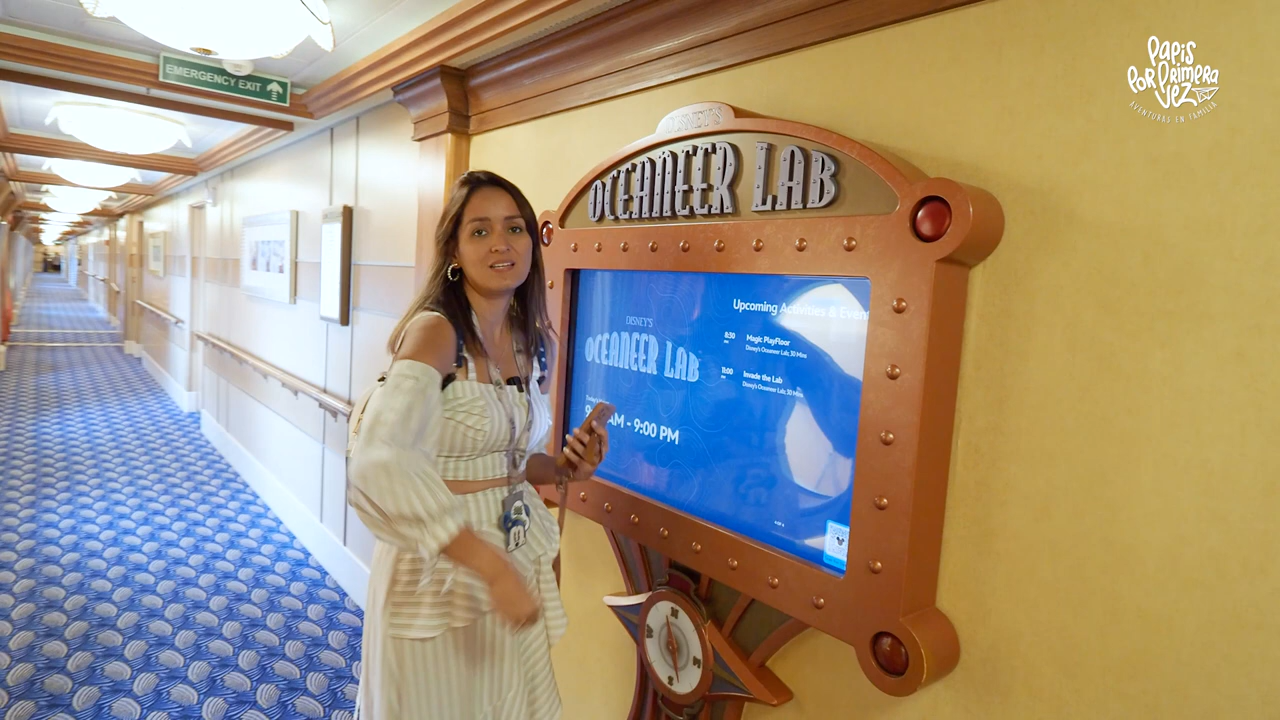 EMERGENCY EXIT
Papis
Por Primera
Vez
AVENTURAS EN FAMILIA
DISNEY'S
OCEANEER LAB
DISNEY'S
OCEANEER LAB
AM - 9:00 PM
Upcoming Activities & Event
8:30
Magic PlayFloor
Disney's Oceaneer Lab; 30 Mins
11:00
Invade the Lab
Disney's Oceaneer Lab; 30 Mins